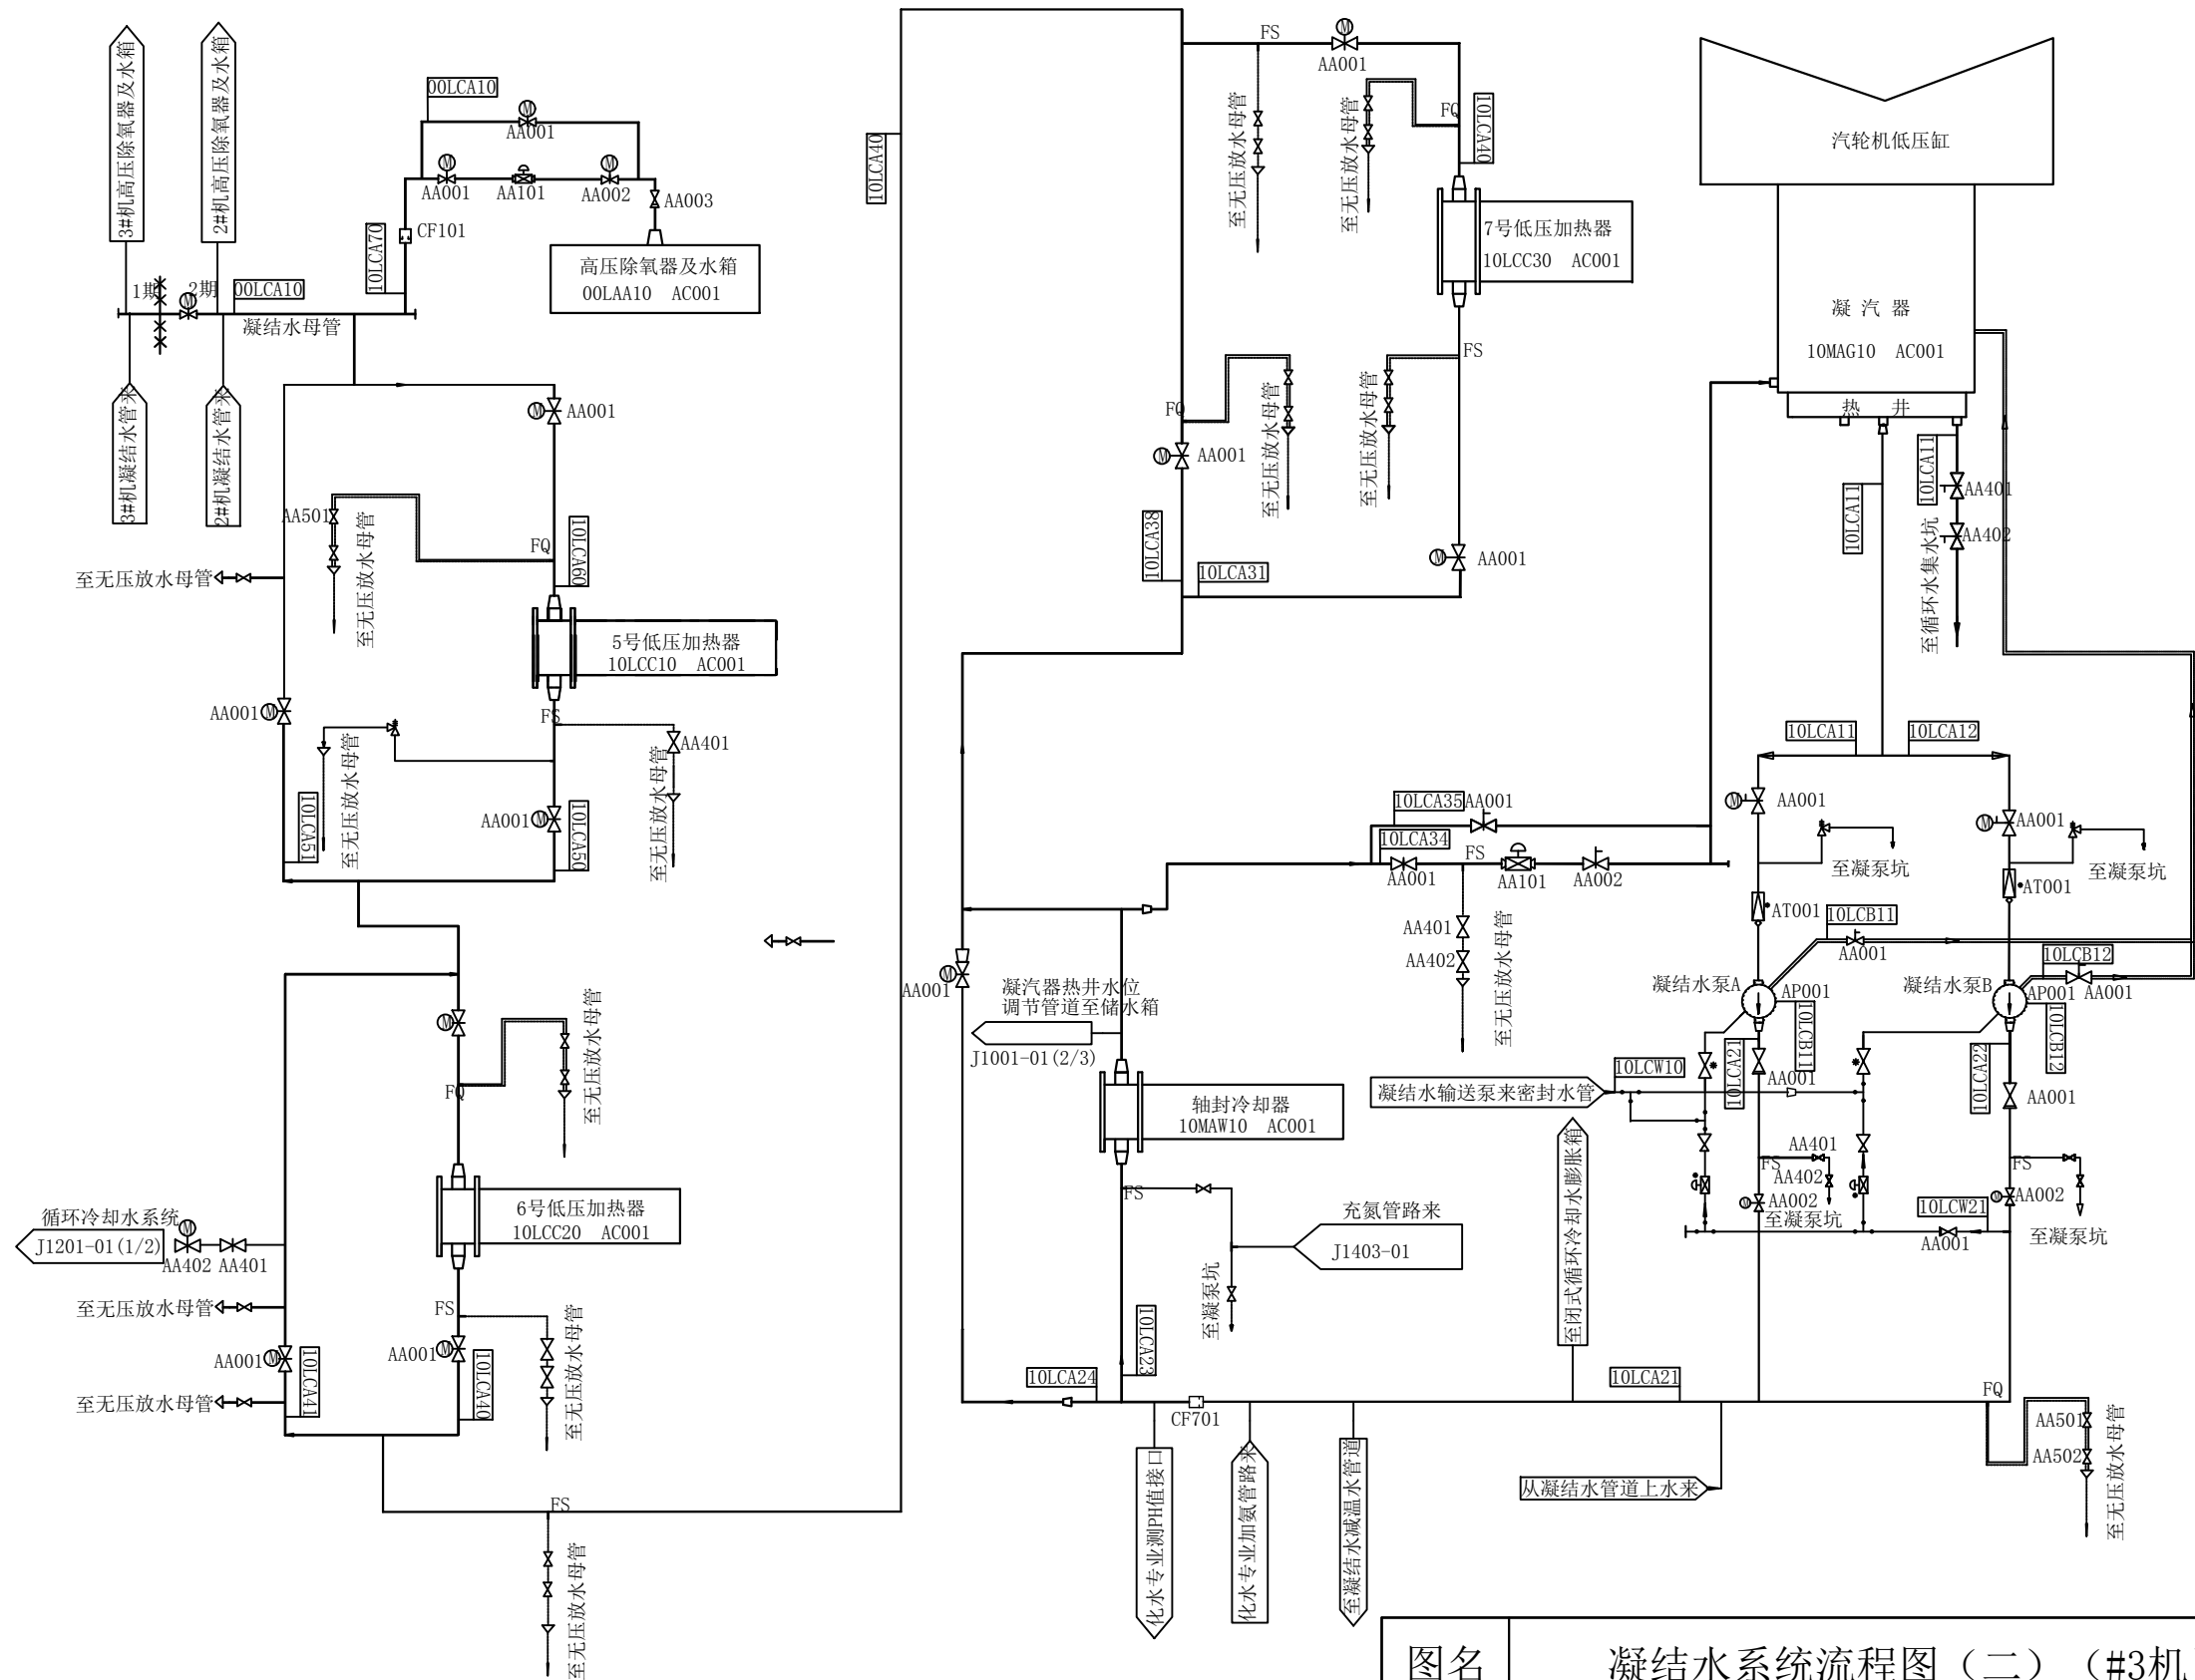 3#机高压除氧器及水箱
2#机高压除氧器及水箱
00LCA10
AA001
AA001
AA101
AA002
AA003
CF101
10LCA70
高压除氧器及水箱
00LAA10 AC001
1期
2期
00LCA10
凝结水母管
3#机凝结水管来
2#机凝结水管来
AA001
AA501
至无压放水母管
FQ
10LCA60
至无压放水母管
5号低压加热器
10LCC10 AC001
FS
AA001
AA401
至无压放水母管
至无压放水母管
10LCA51
AA001
10LCA50
M
FQ
至无压放水母管
6号低压加热器
10LCC20 AC001
循环冷却水系统
J1201-01(1/2)
AA402
AA401
至无压放水母管
FS
AA001
10LCA41
AA001
10LCA40
至无压放水母管
至无压放水母管
FS
至无压放水母管
10LCA40
FS
AA001
至无压放水母管
至无压放水母管
FQ
10LCA40
7号低压加热器
10LCC30 AC001
FS
FQ
至无压放水母管
至无压放水母管
AA001
AA001
10LCA38
10LCA31
汽轮机低压缸
凝汽器
10MAG10 AC001
热井
10LCA11
10LCA11
AA401
AA402
至循环水集水坑
10LCA11
10LCA12
AA001
AA001
至凝泵坑
至凝泵坑
AT001
AT001
10LCB11
AA001
10LCB12
AA001
凝结水泵A
AP001
凝结水泵B
AP001
10LCB11
10LCB12
10LCA21
AA001
10LCA22
AA001
10LCA35
AA001
10LCA34
AA001
FS
AA101
AA002
AA401
AA402
至无压放水母管
AA001
凝汽器热井水位
调节管道至储水箱
J1001-01(2/3)
轴封冷却器
10MAW10 AC001
FS
充氮管路来
J1403-01
至凝泵坑
10LCW10
凝结水输送泵来密封水管
至闭式循环冷却水膨胀箱
AA401
FS
AA402
AA002
至凝泵坑
FS
AA002
10LCW21
AA001
至凝泵坑
10LCA23
10LCA24
CF701
10LCA21
FQ
AA501
AA502
至无压放水母管
化水专业测PH值接口
化水专业加氨管路来
至凝结水减温水管道
从凝结水管道上水来
图名
凝结水系统流程图（二）（#3机